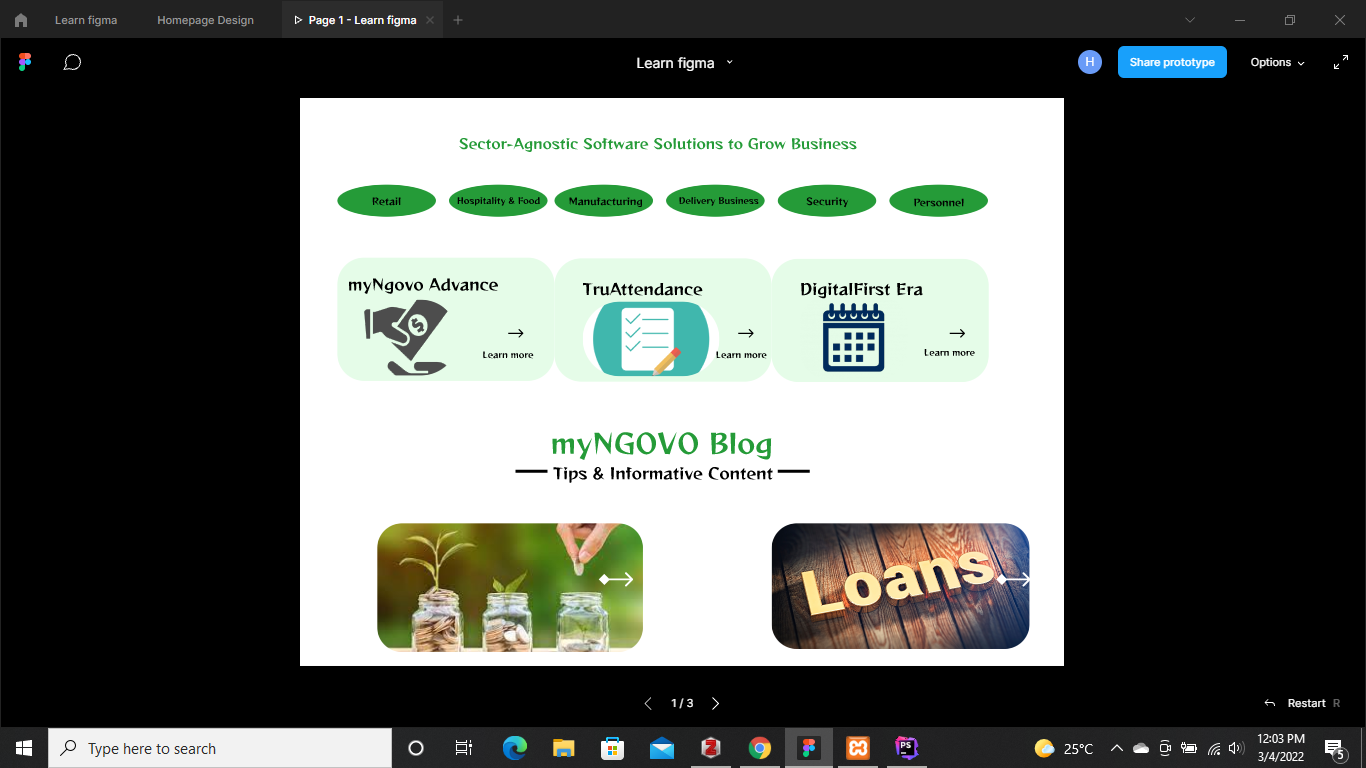 Learn figma
Homepage Design
Page 1 - Learn figma
Learn figma
H
Share prototype
Options
Sector-Agnostic Software Solutions to Grow Business
Retail
Hospitality & Food
Manufacturing
Delivery Business
Security
Personnel
myNgovo Advance
Learn more
TruAttendance
Learn more
DigitalFirst Era
Learn more
myNGOVO Blog
Tips & Informative Content
Loans
1 / 3
Restart R
Type here to search
Z
PS
25°C
12:03 PM
3/4/2022
5